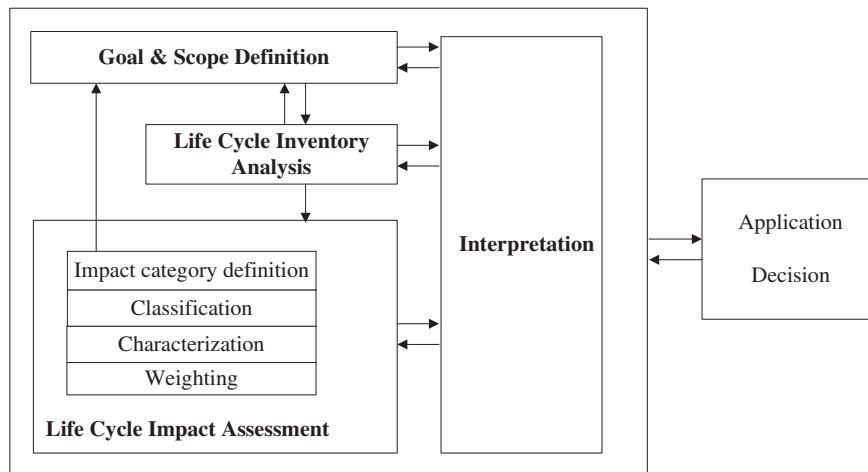 Goal & Scope Definition
Life Cycle Inventory
Analysis
Impact category definition
Classification
Characterization
Weighting
Life Cycle Impact Assessment
Interpretation
Application
Decision